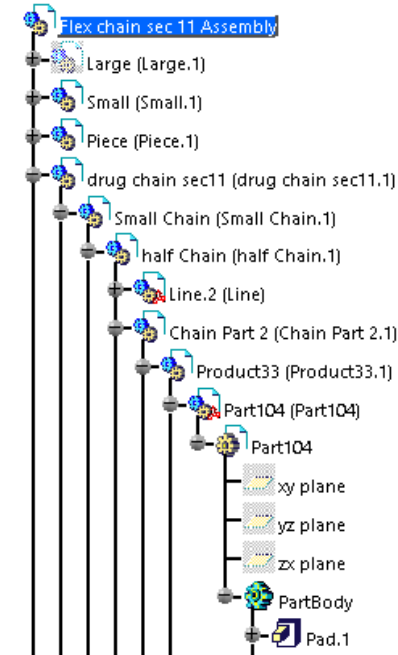 Flex chain sec 11 Assembly
Large (Large.1)
Small (Small.1)
Piece (Piece.1)
drug chain sec11 (drug chain sec11.1)
Small Chain (Small Chain.1)
half Chain (half Chain.1)
Line.2 (Line)
Chain Part 2 (Chain Part 2.1)
Product33 (Product33.1)
Part104 (Part104)
Part104
xy plane
yz plane
zx plane
PartBody
Pad.1